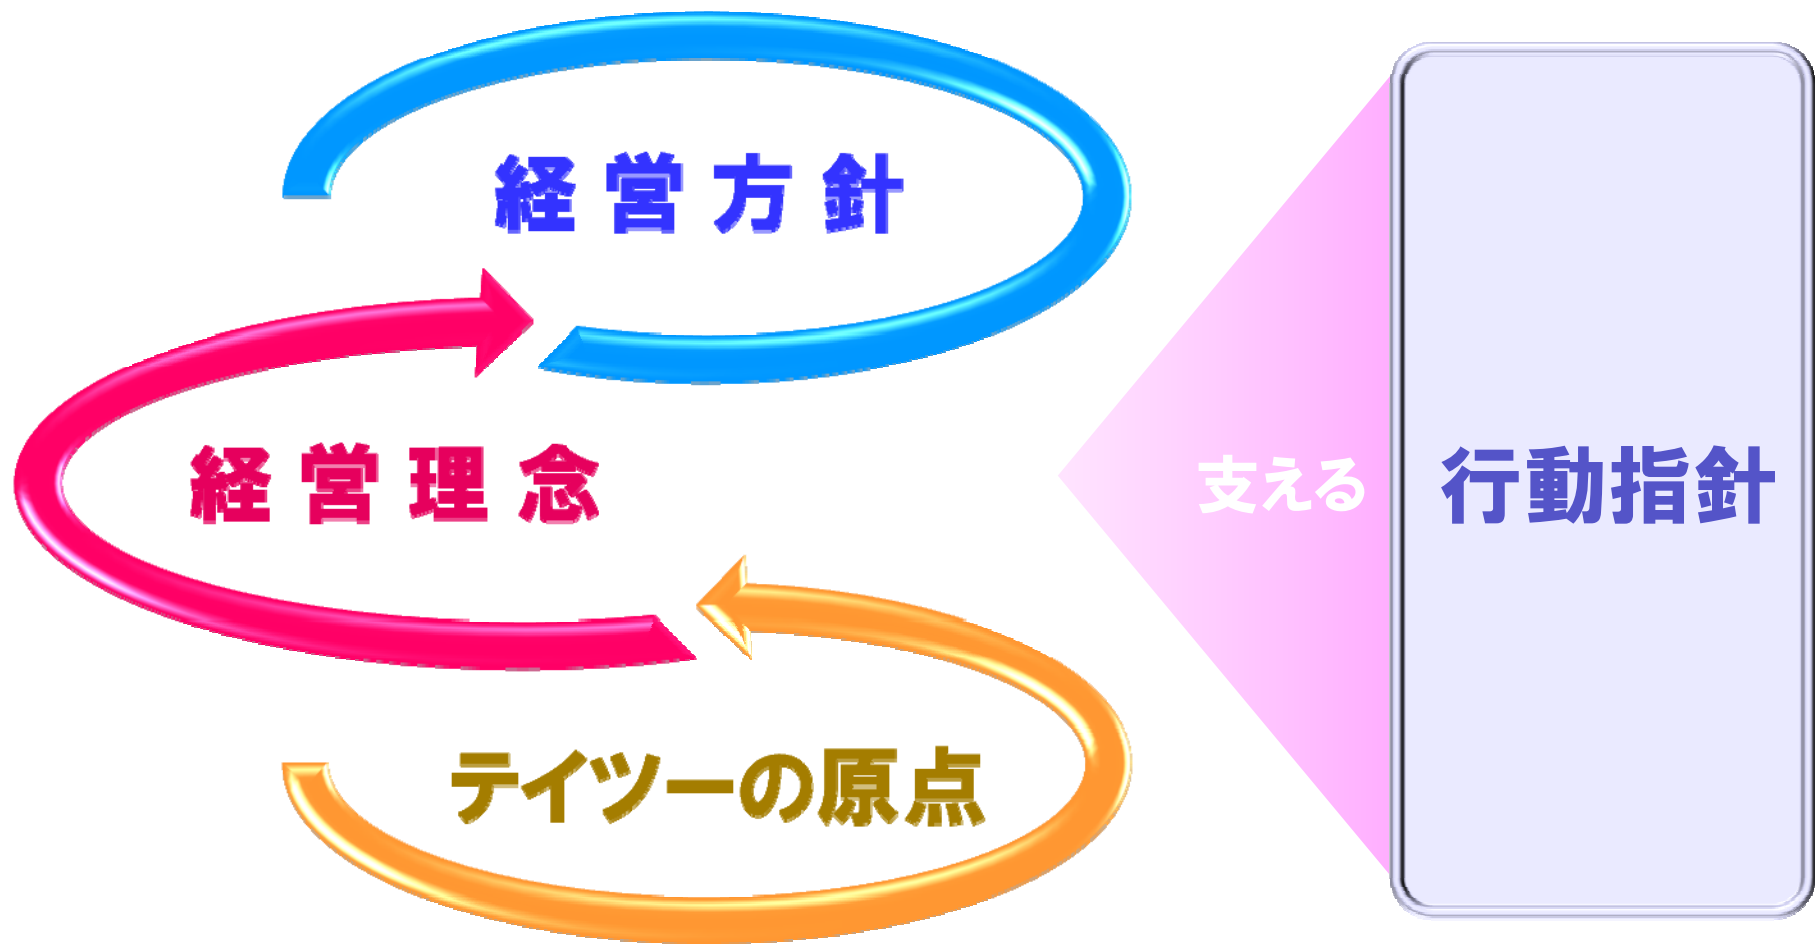 経営方針
経営理念
テイツーの原点
支える
行動指針